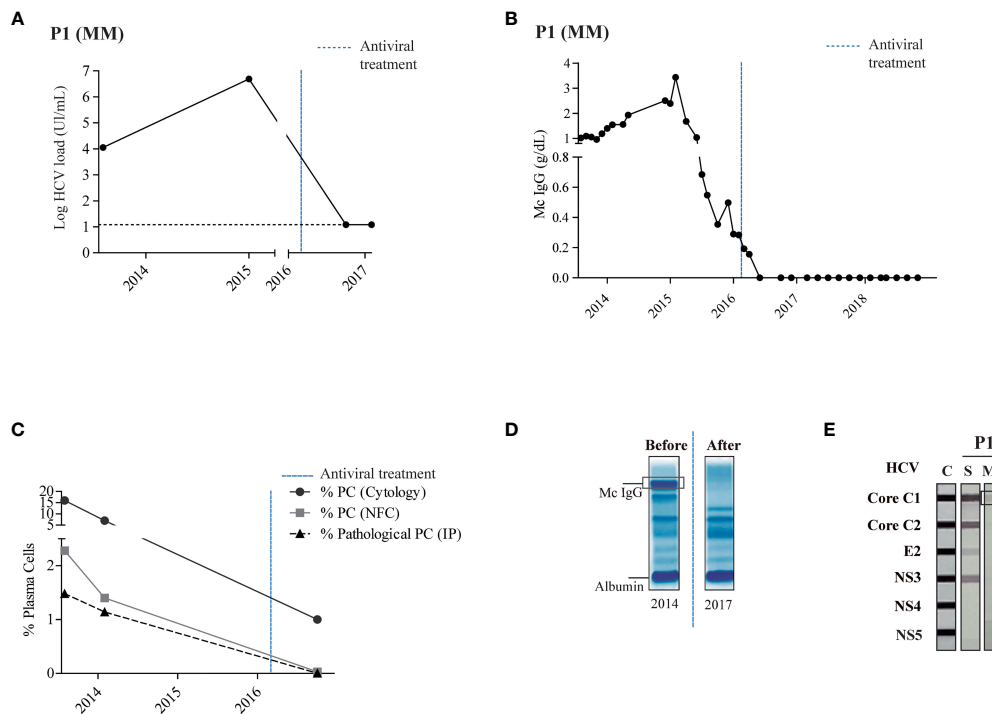 A
P1 (MM)
Antiviral
treatment
Log HCV load (UI/mL)
7
6
5
4
3
2
1
0
2014
2015
2016
2017
B
P1 (MM)
Antiviral
treatment
Mc IgG (g/dL)
4
3
2
1
0.8
0.6
0.4
0.2
0.0
2014
2015
2016
2017
2018
C
Antiviral treatment
% PC (Cytology)
% PC (NFC)
% Pathological PC (IP)
% Plasma Cells
20
15
10
5
2
1
0
2014
2015
2016
D
Before After
Mc IgG
Albumin
2014 2017
E
P1
HCV C S M
Core C1
Core C2
E2
NS3
NS4
NS5